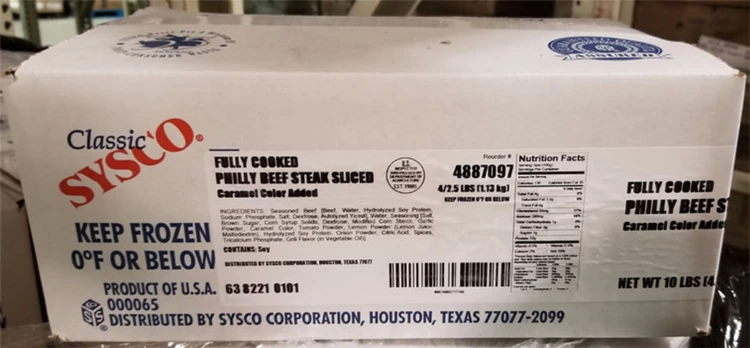 ASSURED
Classic
SYSCO®
KEEP FROZEN
0°F OR BELOW
PRODUCT OF U.S.A.
000065
DISTRIBUTED BY SYSCO CORPORATION, HOUSTON, TEXAS 77077-2099
FULLY COOKED
PHILLY BEEF STEAK SLICED
Caramel Color Added
U.S.
INSPECTED
DEPARTMENT OF
AGRICULTURE
Reorder #
4887097
4/2.5 LBS (1.13 kg)
KEEP FROZEN 0°F OR BELOW
INGREDIENTS: Seasoned Beef [Beef, Water, Hydrolyzed Soy Protein,
Sodium Phosphate, Salt, Dextrose, Autolyzed Yeast], Water, Seasoning [Salt,
Brown Sugar, Corn Syrup Solids, Dextrose, Modified Corn Starch, Garlic
Powder, Caramel Color, Tomato Powder, Lemon Powder (Lemon Juice,
Maltodextrin), Hydrolyzed Soy Protein, Onion Powder, Citric Acid, Spices,
Tricalcium Phosphate, Grill Flavor (in Vegetable Oil)].
CONTAINS: Soy
DISTRIBUTED BY SYSCO CORPORATION, HOUSTON, TEXAS 77077
63 8221 0101
Nutrition Facts
FULLY COOKED
PHILLY BEEF ST
Caramel Color Added
NET WT 10 LBS (4